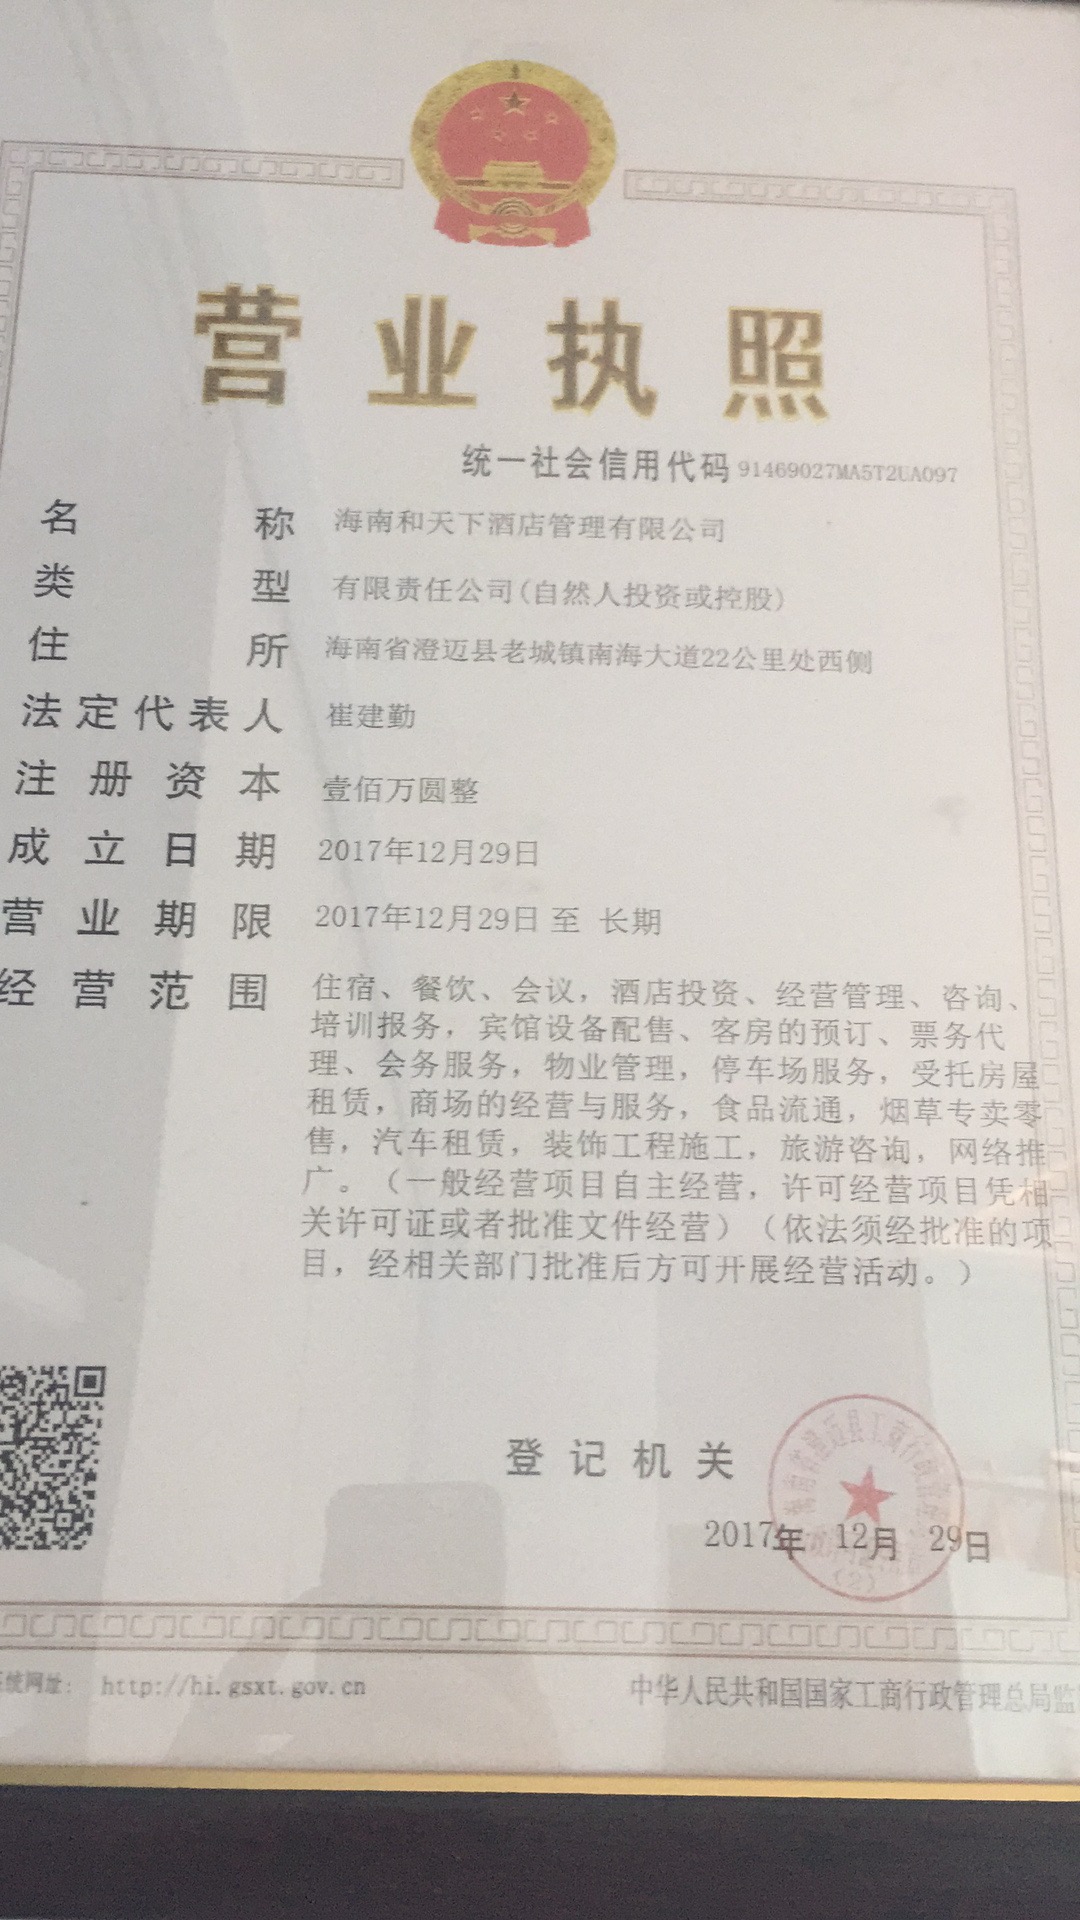 营业执照
统一社会信用代码 91469027MA5T2UA097
名称 海南和天下酒店管理有限公司
类型 有限责任公司(自然人投资或控股)
住所 海南省澄迈县老城镇南海大道22公里处西侧
法定代表人 崔建勤
注册资本 壹佰万圆整
成立日期 2017年12月29日
营业期限 2017年12月29日 至 长期
经营范围 住宿、餐饮、会议，酒店投资、经营管理、咨询、
培训报务，宾馆设备配售、客房的预订、票务代
理、会务服务，物业管理，停车场服务，受托房屋
租赁，商场的经营与服务，食品流通，烟草专卖零
售，汽车租赁，装饰工程施工，旅游咨询，网络推
广。（一般经营项目自主经营，许可经营项目凭相
关许可证或者批准文件经营）（依法须经批准的项
目，经相关部门批准后方可开展经营活动。）
登记机关
2017年 12月 29日
系统网址： http://hi.gsxt.gov.cn
中华人民共和国国家工商行政管理总局监